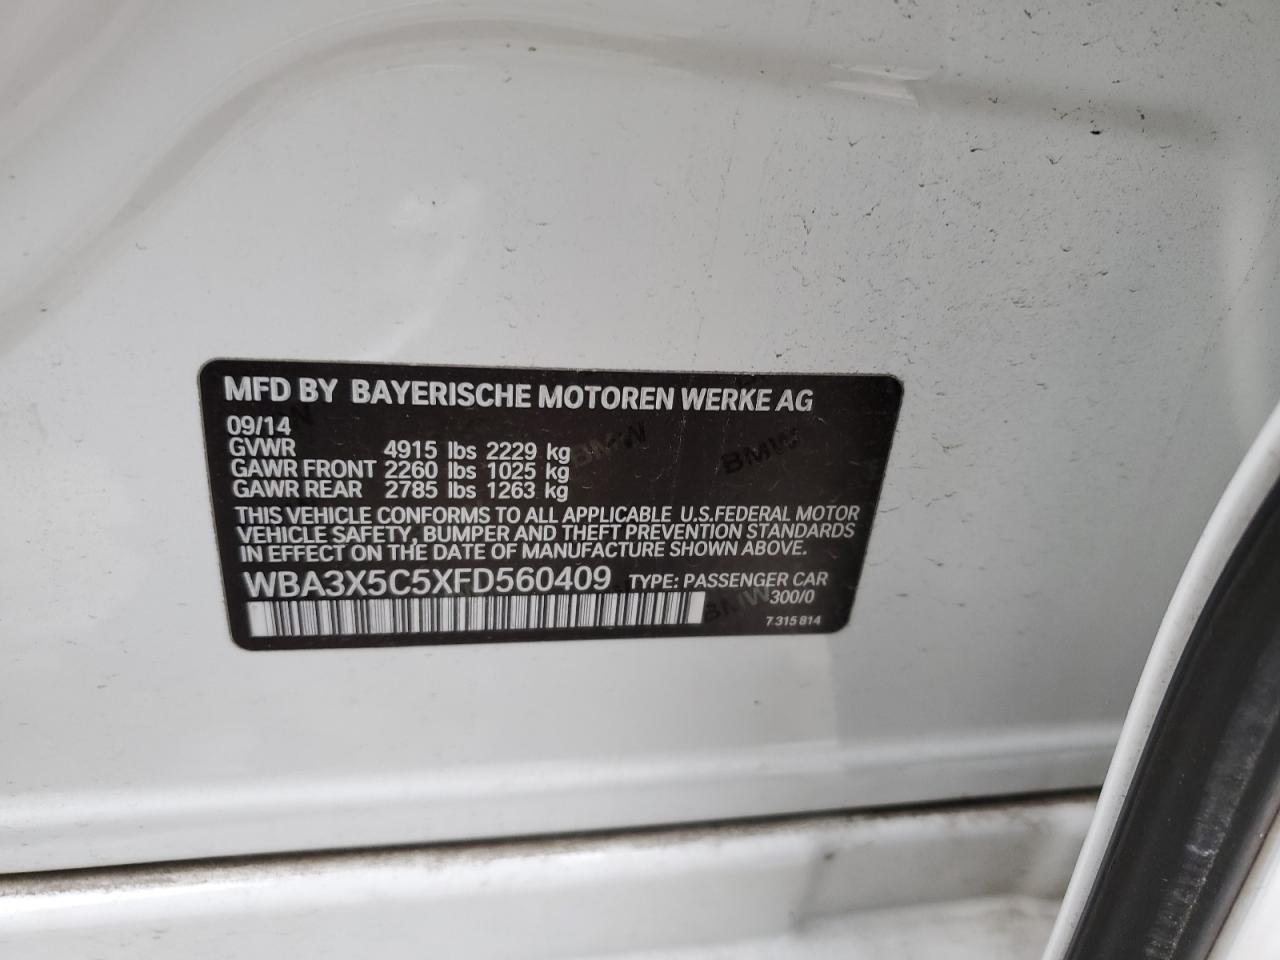 MFD BY BAYERISCHE MOTOREN WERKE AG
09/14
GVWR 4915 lbs 2229 kg
GAWR FRONT 2260 lbs 1025 kg
GAWR REAR 2785 lbs 1263 kg
THIS VEHICLE CONFORMS TO ALL APPLICABLE U.S.FEDERAL MOTOR
VEHICLE SAFETY, BUMPER AND THEFT PREVENTION STANDARDS
IN EFFECT ON THE DATE OF MANUFACTURE SHOWN ABOVE.
WBA3X5C5XFD560409 TYPE: PASSENGER CAR
300/0
7.315 814
BMW
BMW
BMW